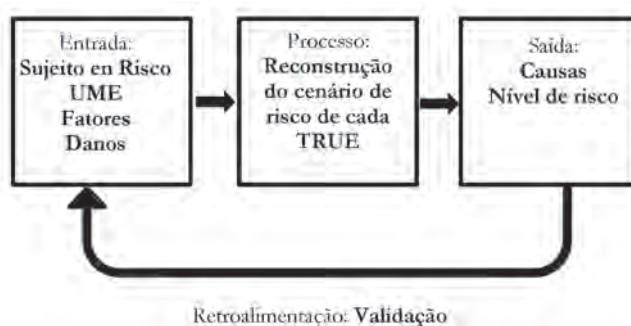 Entrada:
Sujeito en Risco
UME
Fatores
Danos
Processo:
Reconstrução
do cenário de
risco de cada
TRUE
Saída:
Causas
Nível de risco
Retroalimentação: Validação